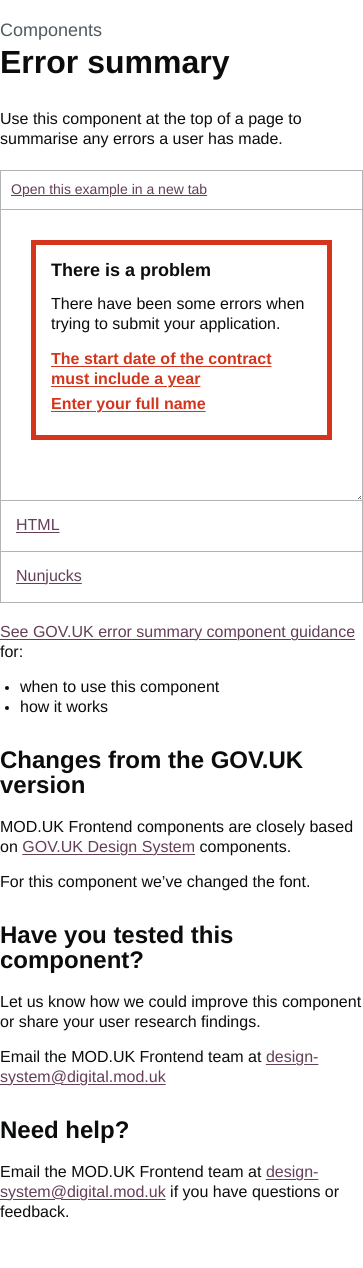 Components
Error summary
Use this component at the top of a page to
summarise any errors a user has made.
Open this example in a new tab
There is a problem
There have been some errors when
trying to submit your application.
The start date of the contract
must include a year
Enter your full name
HTML
Nunjucks
See GOV.UK error summary component guidance
for:
• when to use this component
• how it works
Changes from the GOV.UK
version
MOD.UK Frontend components are closely based
on GOV.UK Design System components.
For this component we’ve changed the font.
Have you tested this
component?
Let us know how we could improve this component
or share your user research findings.
Email the MOD.UK Frontend team at design-
system@digital.mod.uk
Need help?
Email the MOD.UK Frontend team at design-
system@digital.mod.uk if you have questions or
feedback.